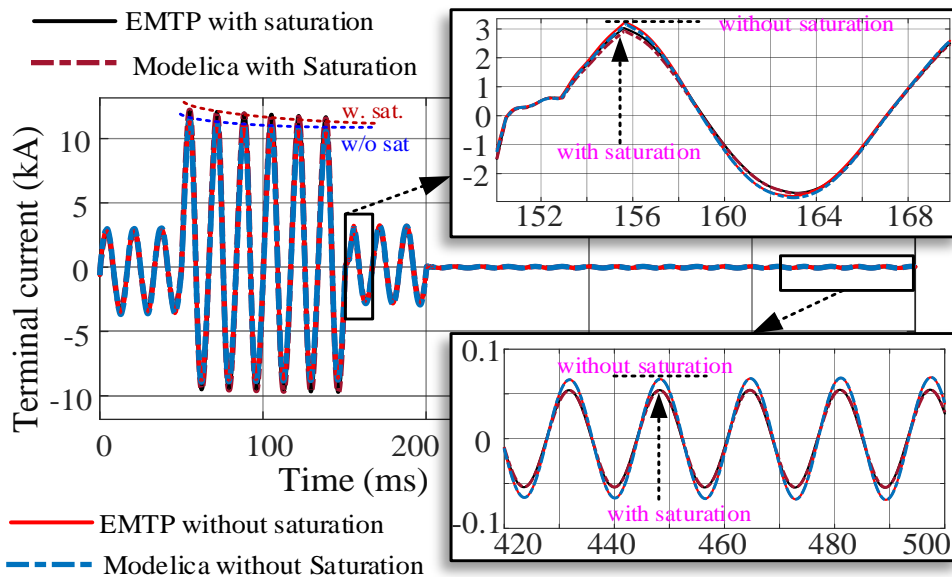 EMTP with saturation
Modelica with Saturation
3
2
1
0
-1
-2
without saturation
with saturation
152 156 160 164 168
Terminal current (kA)
10
5
0
-5
-10
w. sat.
w/o sat
0 100 200
Time (ms)
0.1
0
-0.1
without saturation
with saturation
420 440 460 480 500
EMTP without saturation
Modelica without Saturation